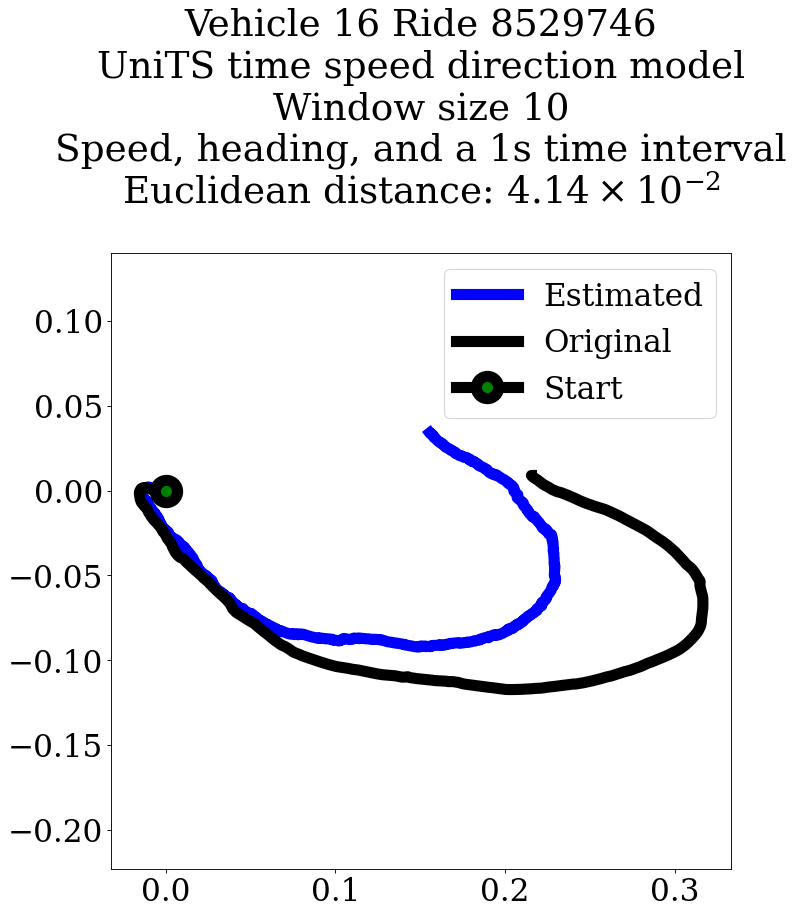 Vehicle 16 Ride 8529746
UniTS time speed direction model
Window size 10
Speed, heading, and a 1s time interval
Euclidean distance: 4.14 × 10⁻²
Estimated
Original
Start
0.10
0.05
0.00
−0.05
−0.10
−0.15
−0.20
0.0 0.1 0.2 0.3